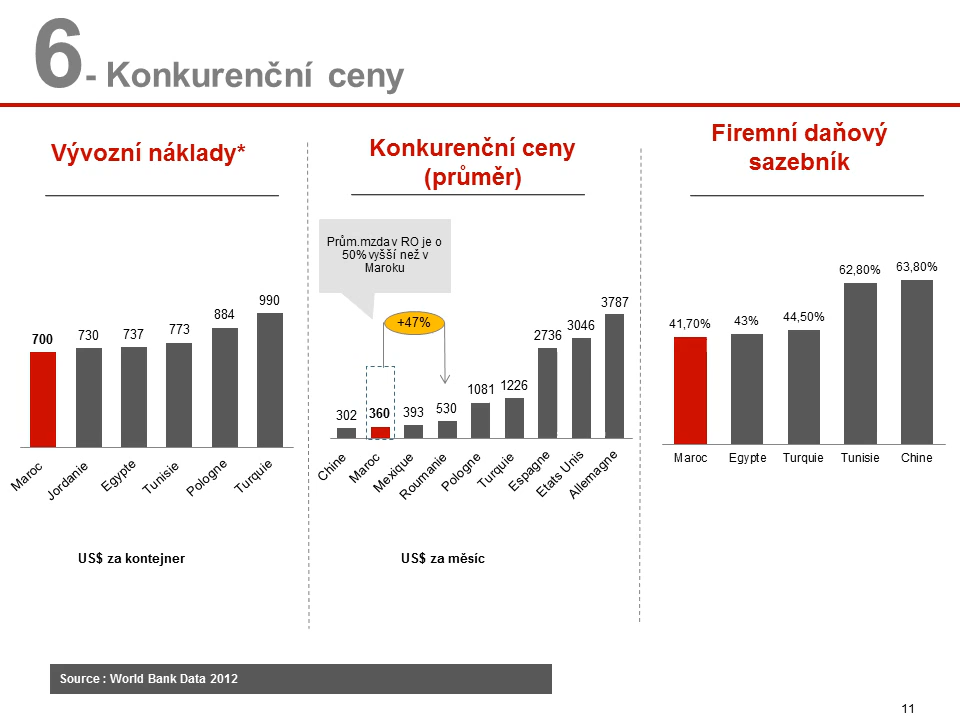 6- Konkurenční ceny
Vývozní náklady*
700
730
737
773
884
990
Maroc
Jordanie
Egypte
Tunisie
Pologne
Turquie
US$ za kontejner
Konkurenční ceny
(průměr)
Prům.mzda v RO je o
50% vyšší než v
Maroku
+47%
302
360
393
530
1081
1226
2736
3046
3787
Chine
Maroc
Mexique
Roumanie
Pologne
Turquie
Espagne
Etats Unis
Allemagne
US$ za měsíc
Firemní daňový
sazebník
41,70%
43%
44,50%
62,80%
63,80%
Maroc
Egypte
Turquie
Tunisie
Chine
Source : World Bank Data 2012
11